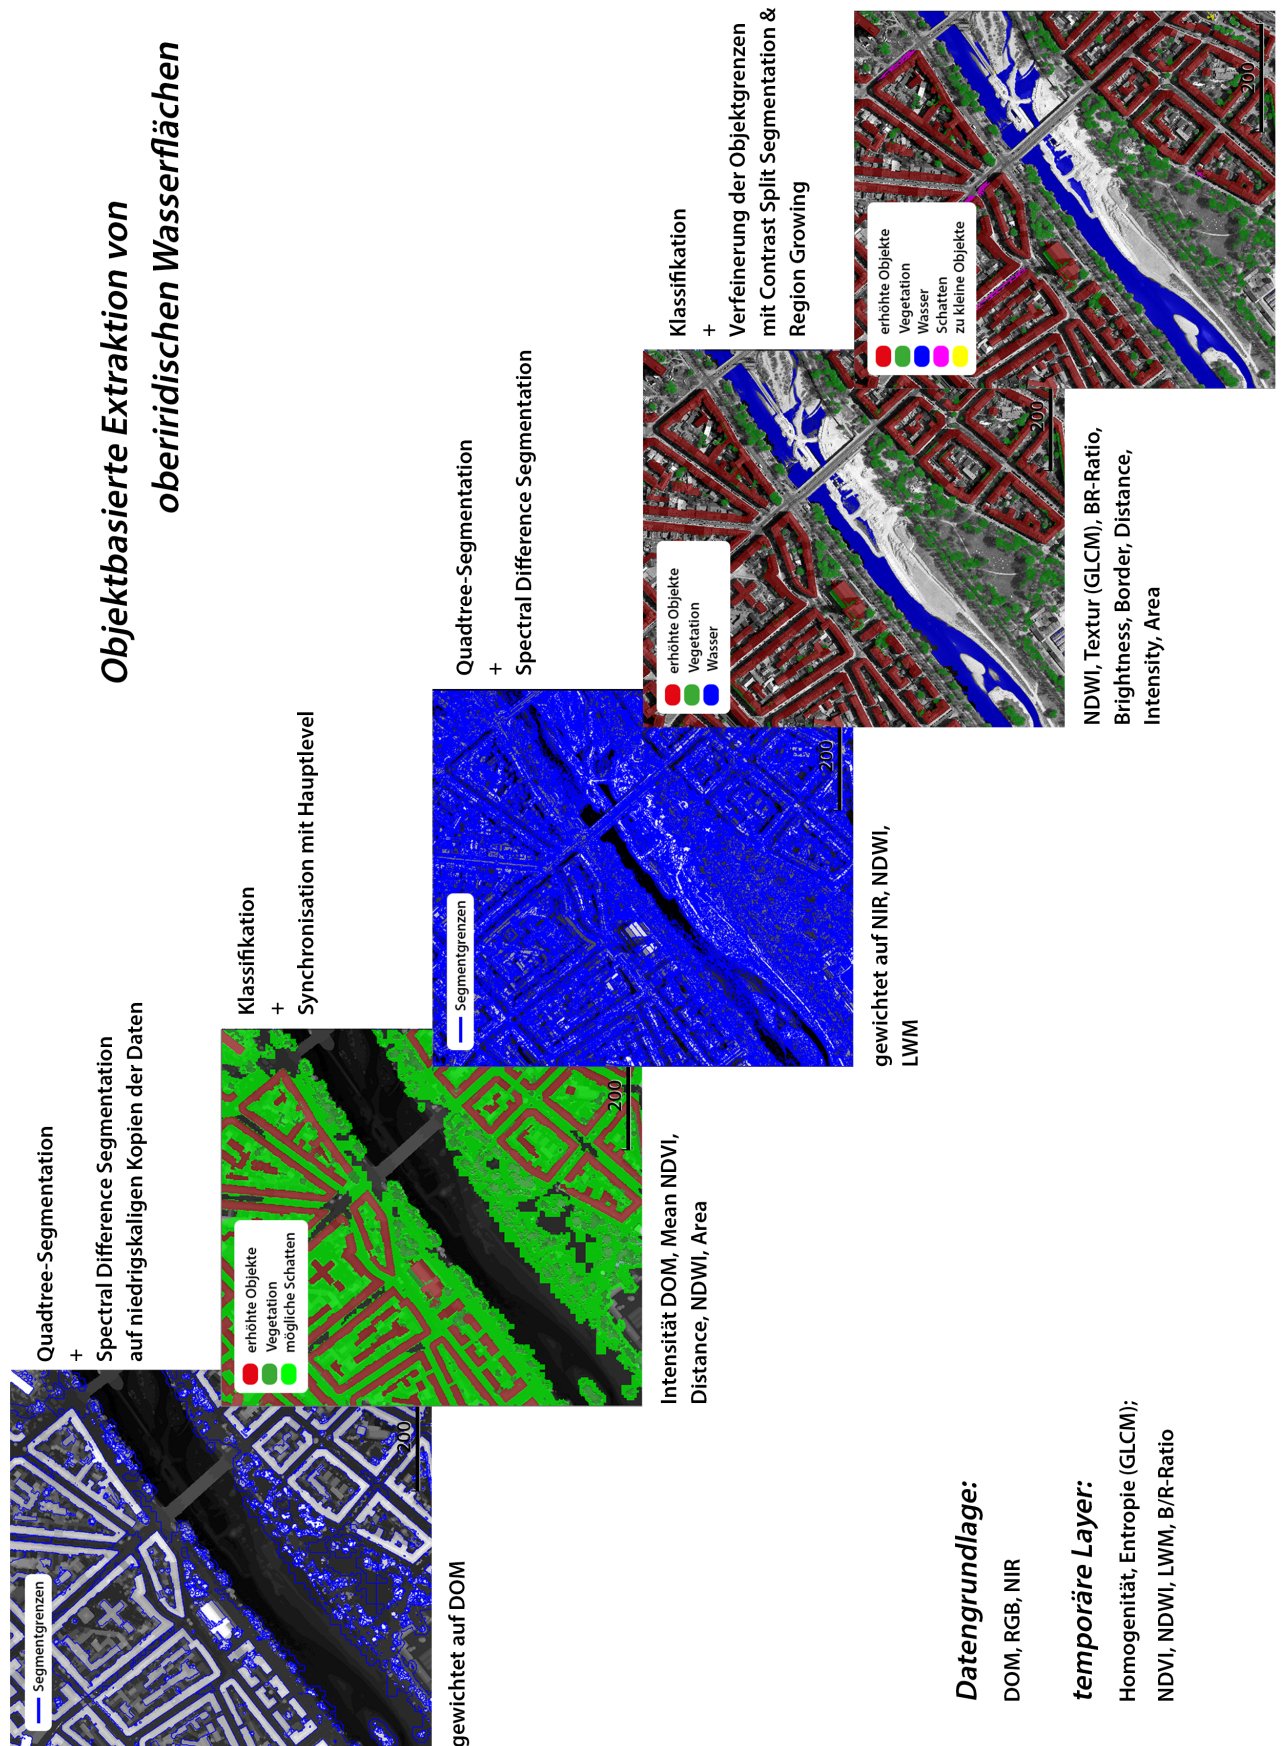 Objektbasierte Extraktion von
oberiridischen Wasserflächen
Quadtree-Segmentation
+
Spectral Difference Segmentation
auf niedrigskaligen Kopien der Daten
Segmentgrenzen
200
gewichtet auf DOM
Klassifikation
+
Synchronisation mit Hauptlevel
erhöhte Objekte
Vegetation
mögliche Schatten
200
Intensität DOM, Mean NDVI,
Distance, NDWI, Area
Quadtree-Segmentation
+
Spectral Difference Segmentation
Segmentgrenzen
200
gewichtet auf NIR, NDWI,
LWM
Klassifikation
+
Verfeinerung der Objektgrenzen
mit Contrast Split Segmentation &
Region Growing
erhöhte Objekte
Vegetation
Wasser
200
NDWI, Textur (GLCM), BR-Ratio,
Brightness, Border, Distance,
Intensity, Area
erhöhte Objekte
Vegetation
Wasser
Schatten
zu kleine Objekte
200
Datengrundlage:
DOM, RGB, NIR
temporäre Layer:
Homogenität, Entropie (GLCM);
NDVI, NDWI, LWM, B/R-Ratio